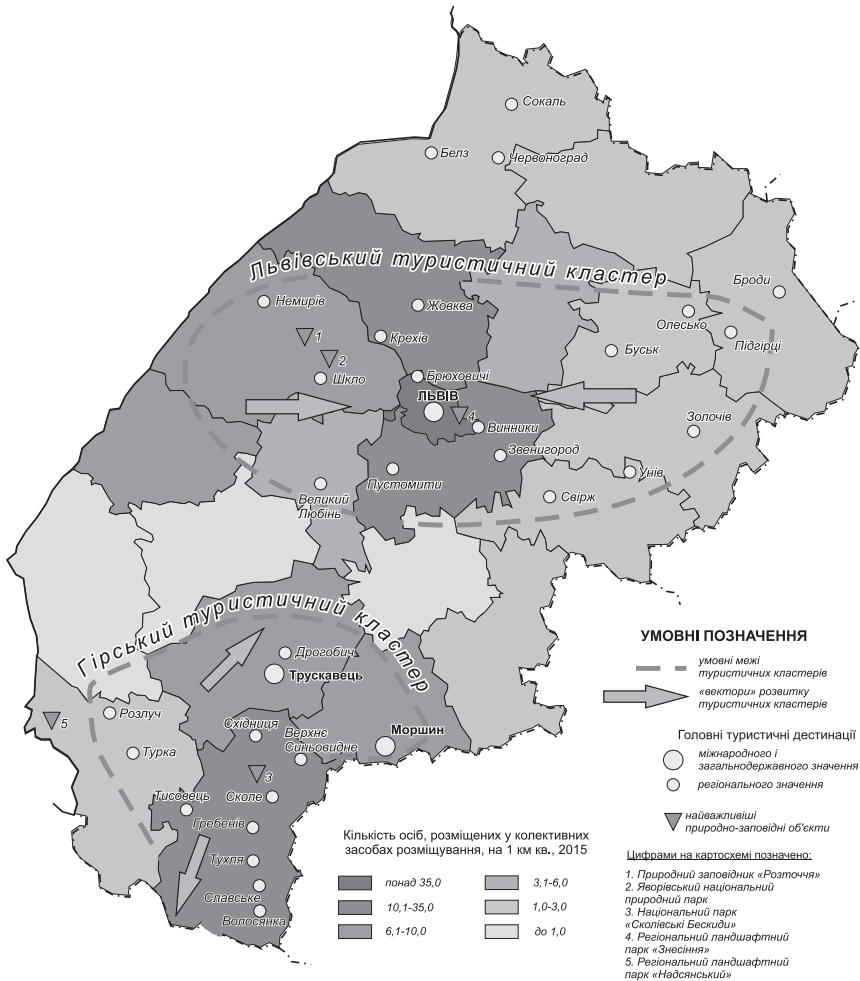 Сокаль
Белз
Червоноград
Львівський туристичний кластер
Броди
Немирів
Жовква
Олесько
Підгірці
1
Крехів
2
Буськ
Шкло
Брюховичі
ЛЬВІВ
4
Винники
Золочів
Звенигород
Пустомити
Унів
Великий
Любінь
Свірж
Гірський туристичний кластер
Дрогобич
Трускавець
Розлуч
5
Східниця
Верхнє
Синьовидне
Моршин
Турка
3
Тисовець
Сколе
Гребенів
Тухля
Славське
Волосянка
УМОВНІ ПОЗНАЧЕННЯ
умовні межі
туристичних кластерів
«вектори» розвитку
туристичних кластерів
Головні туристичні дестинації
міжнародного і
загальнодержавного значення
регіонального значення
найважливіші
природно-заповідні об'єкти
Кількість осіб, розміщених у колективних
засобах розміщування, на 1 км кв., 2015
понад 35,0
10,1-35,0
6,1-10,0
3,1-6,0
1,0-3,0
до 1,0
Цифрами на картосхемі позначено:
1. Природний заповідник «Розточчя»
2. Яворівський національний
природний парк
3. Національний парк
«Сколівські Бескиди»
4. Регіональний ландшафтний
парк «Знесіння»
5. Регіональний ландшафтний
парк «Надсянський»